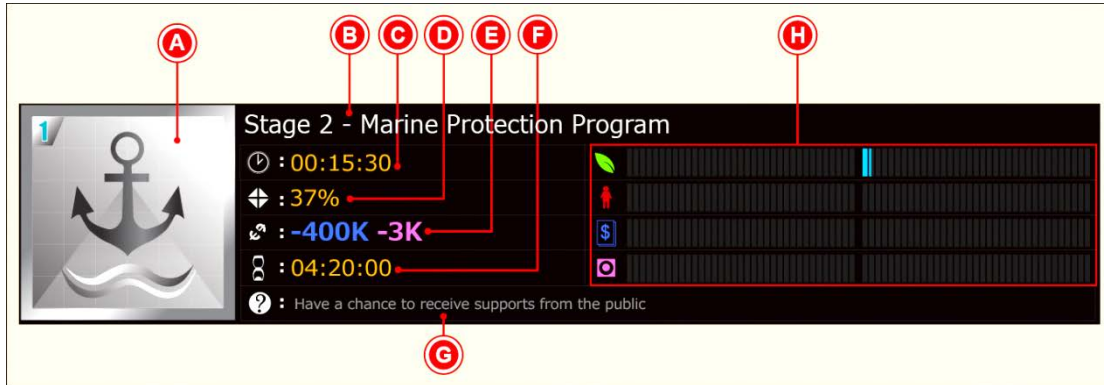 A B C D E F H
1
Stage 2 - Marine Protection Program
: 00:15:30
: 37%
: -400K -3K
$
: 04:20:00
? : Have a chance to receive supports from the public
G